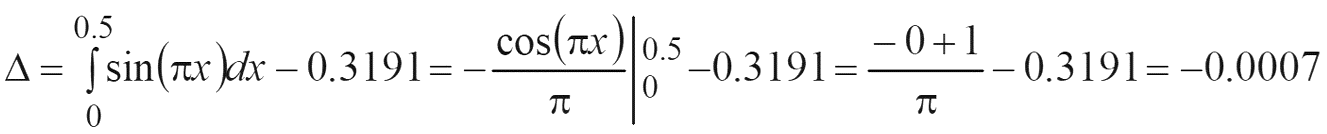 Δ = ∫₀^0.5 sin(πx)dx − 0.3191 = − cos(πx)/π |₀^0.5 −0.3191 = (−0+1)/π − 0.3191 = −0.0007